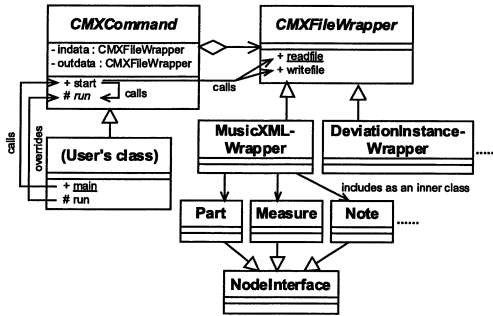 CMXCommand
- indata : CMXFileWrapper
- outdata : CMXFileWrapper
+ start
# run
calls
CMXFileWrapper
+ readfile
+ writefile
calls
calls
overrides
(User's class)
+ main
# run
MusicXML-
Wrapper
DeviationInstance-
Wrapper
.....
includes as an inner class
Part
Measure
Note
......
NodeInterface